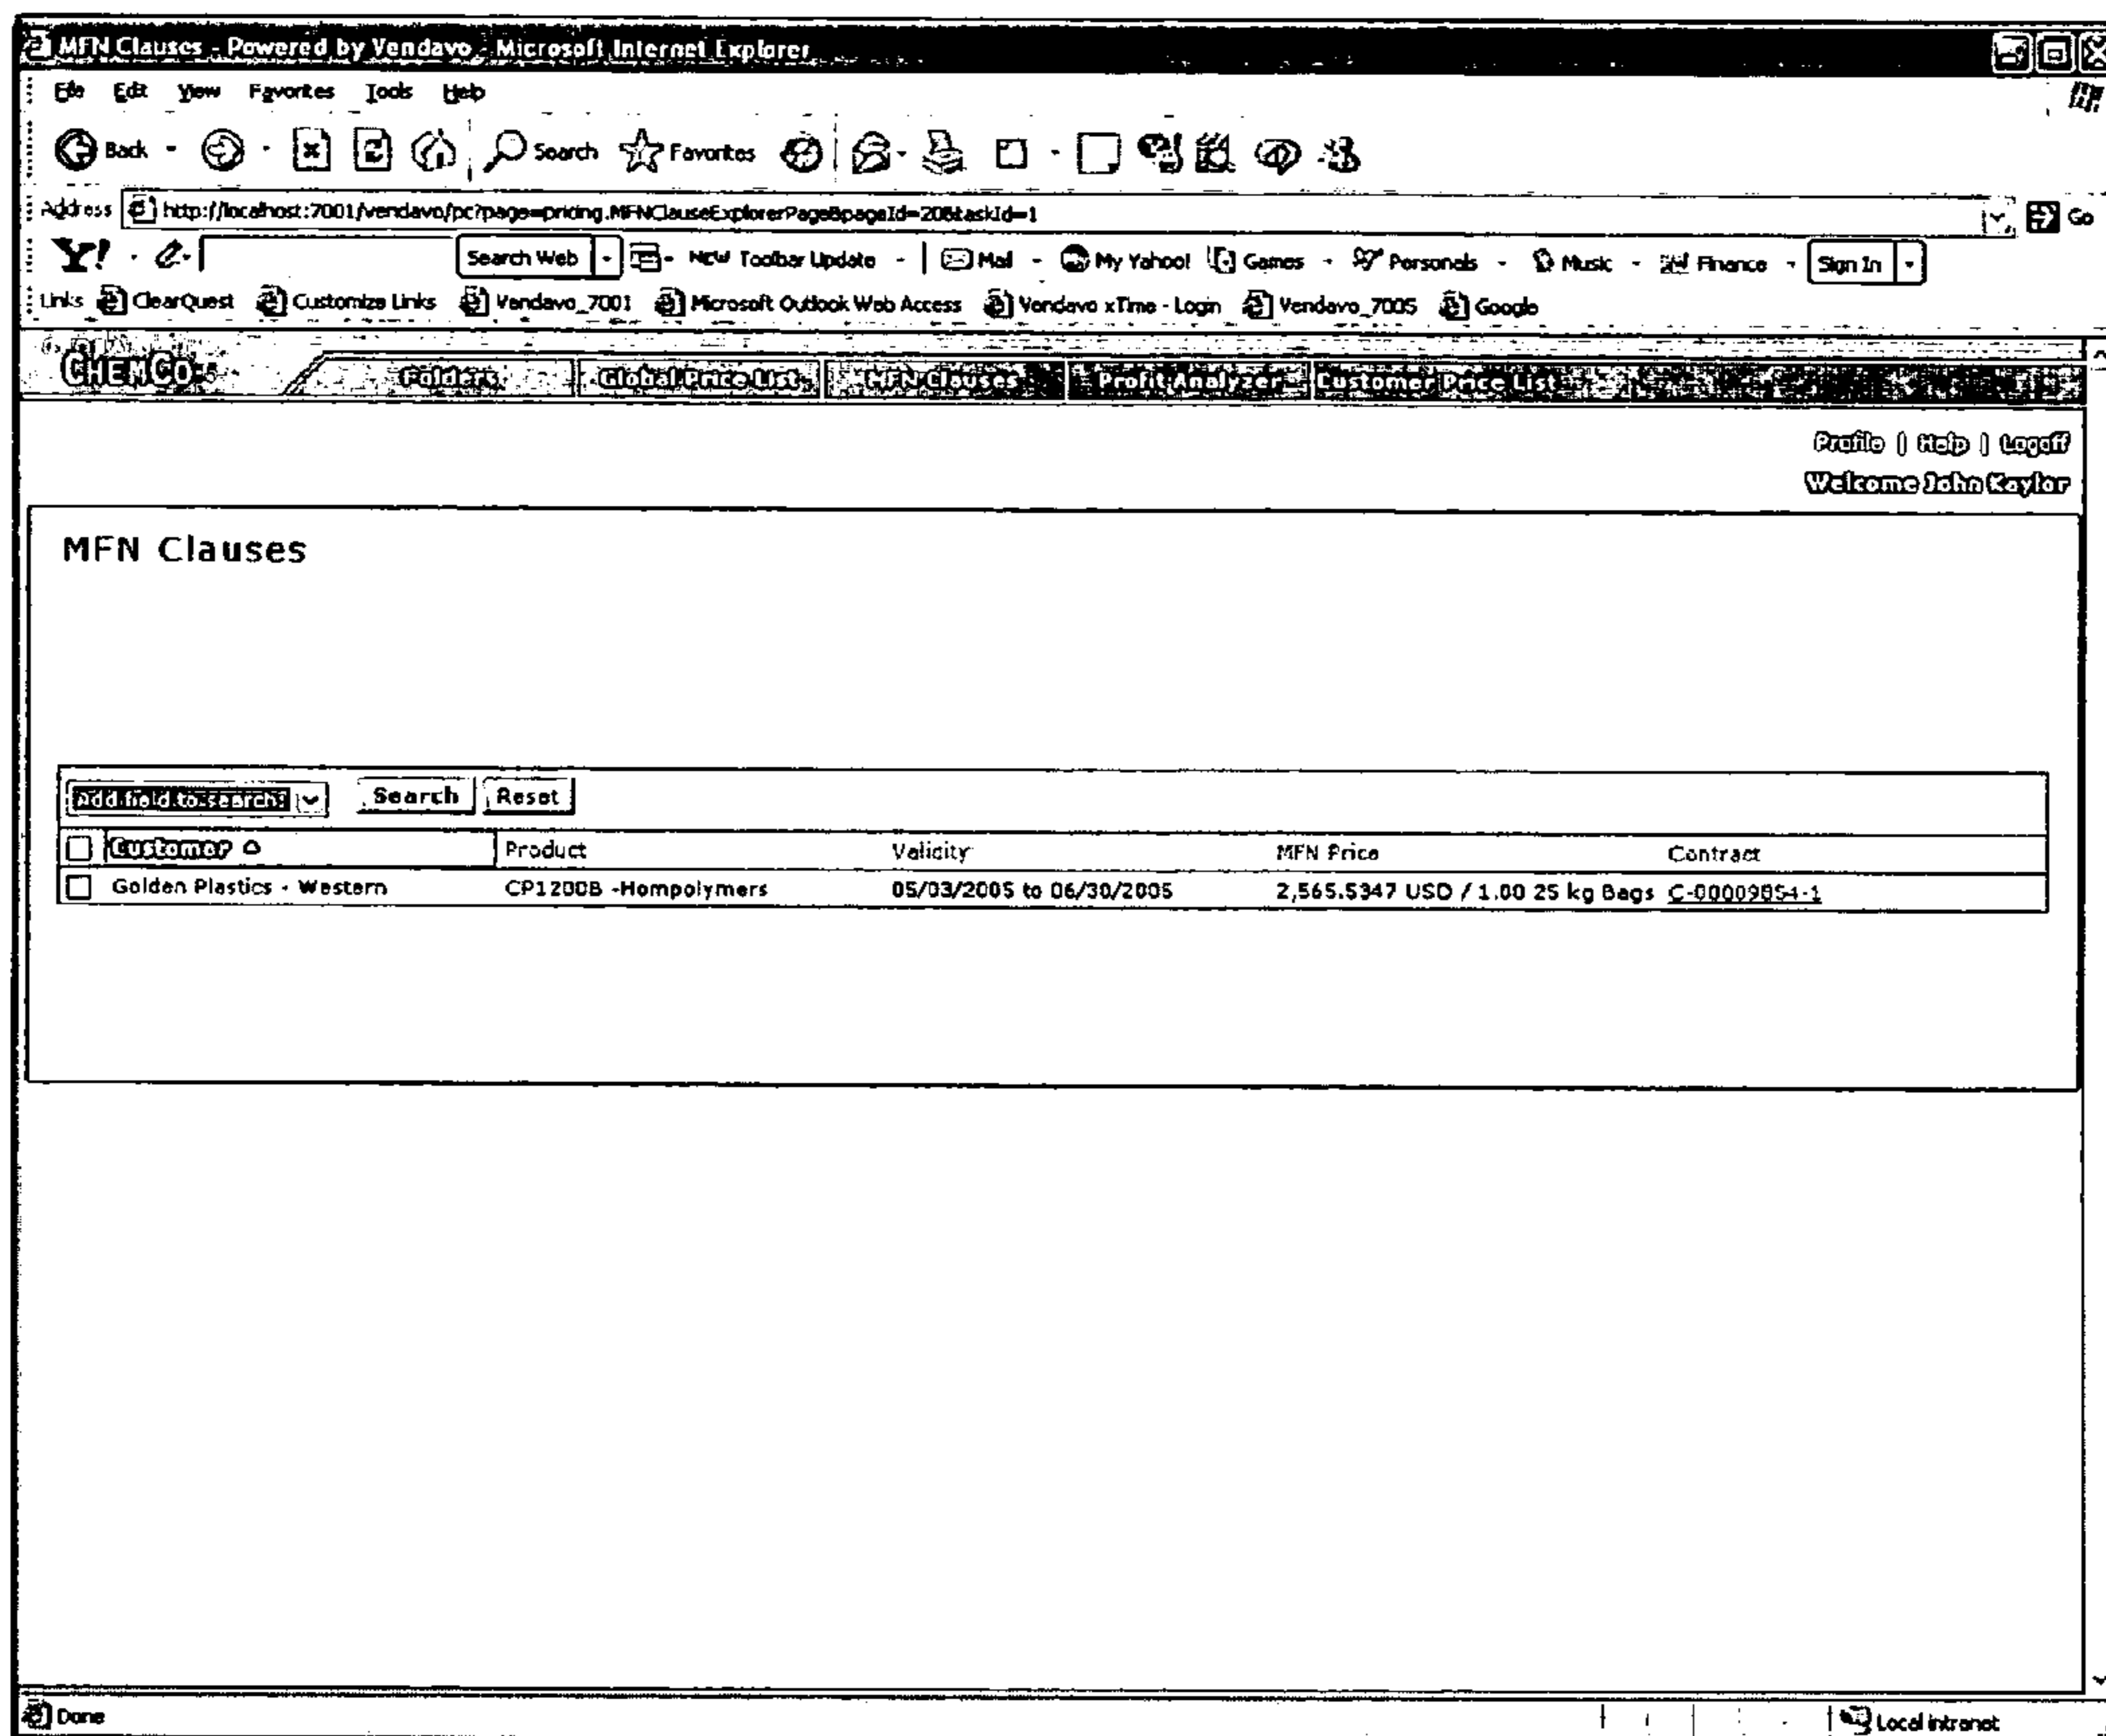 MFN Clauses - Powered by Vendavo - Microsoft Internet Explorer
File Edit View Favorites Tools Help
Back Search Favorites
Address http://localhost:7001/vendavo/pc?page=pricing.MFNClauseExplorerPage&pageId=20&taskId=1 Go
Y! Search Web NEW Toolbar Update Mail My Yahoo! Games Personals Music Finance Sign In
Links ClearQuest Customize Links Vendavo_7001 Microsoft Outlook Web Access Vendavo xTime - Login Vendavo_7005 Google
CHEMCO Folders Global Price List MFN Clauses Profit Analyzer Customer Price List
Profile | Help | Logoff
Welcome John Kaylor
MFN Clauses
Add field to search: Search Reset
Customer Product Validity MFN Price Contract
Golden Plastics - Western CP1200B -Hompolymers 05/03/2005 to 06/30/2005 2,565.5347 USD / 1.00 25 kg Bags C-00009854-1
Done Local intranet